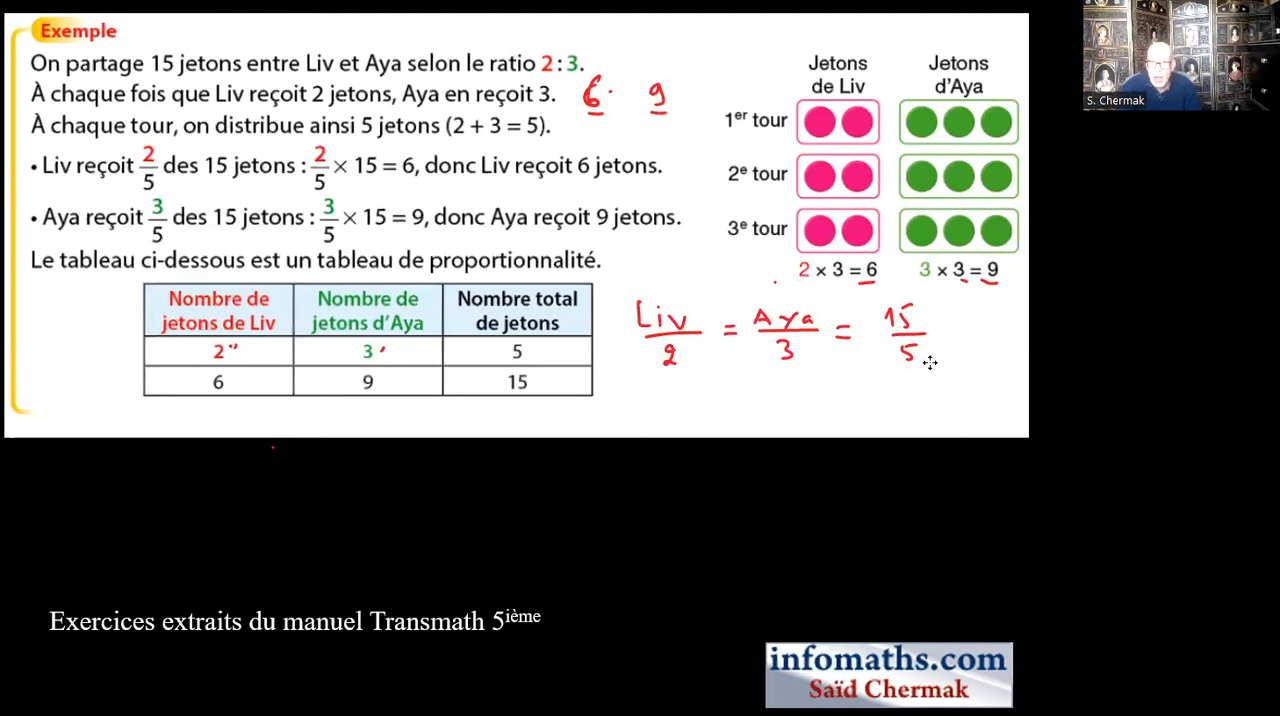 Exemple
On partage 15 jetons entre Liv et Aya selon le ratio 2 : 3.
À chaque fois que Liv reçoit 2 jetons, Aya en reçoit 3. 6 9
À chaque tour, on distribue ainsi 5 jetons (2 + 3 = 5).
• Liv reçoit 2/5 des 15 jetons : 2/5 × 15 = 6, donc Liv reçoit 6 jetons.
• Aya reçoit 3/5 des 15 jetons : 3/5 × 15 = 9, donc Aya reçoit 9 jetons.
Le tableau ci-dessous est un tableau de proportionnalité.
Nombre de jetons de Liv | Nombre de jetons d'Aya | Nombre total de jetons
2 | 3 | 5
6 | 9 | 15
Jetons de Liv | Jetons d'Aya
1er tour
2e tour
3e tour
2 × 3 = 6 3 × 3 = 9
Liv/2 = Aya/3 = 15/5
S. Chermak
Exercices extraits du manuel Transmath 5ième
infomaths.com
Saïd Chermak